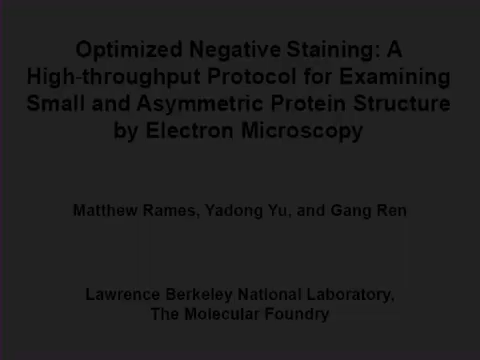 Optimized Negative Staining: A
High-throughput Protocol for Examining
Small and Asymmetric Protein Structure
by Electron Microscopy
Matthew Rames, Yadong Yu, and Gang Ren
Lawrence Berkeley National Laboratory,
The Molecular Foundry